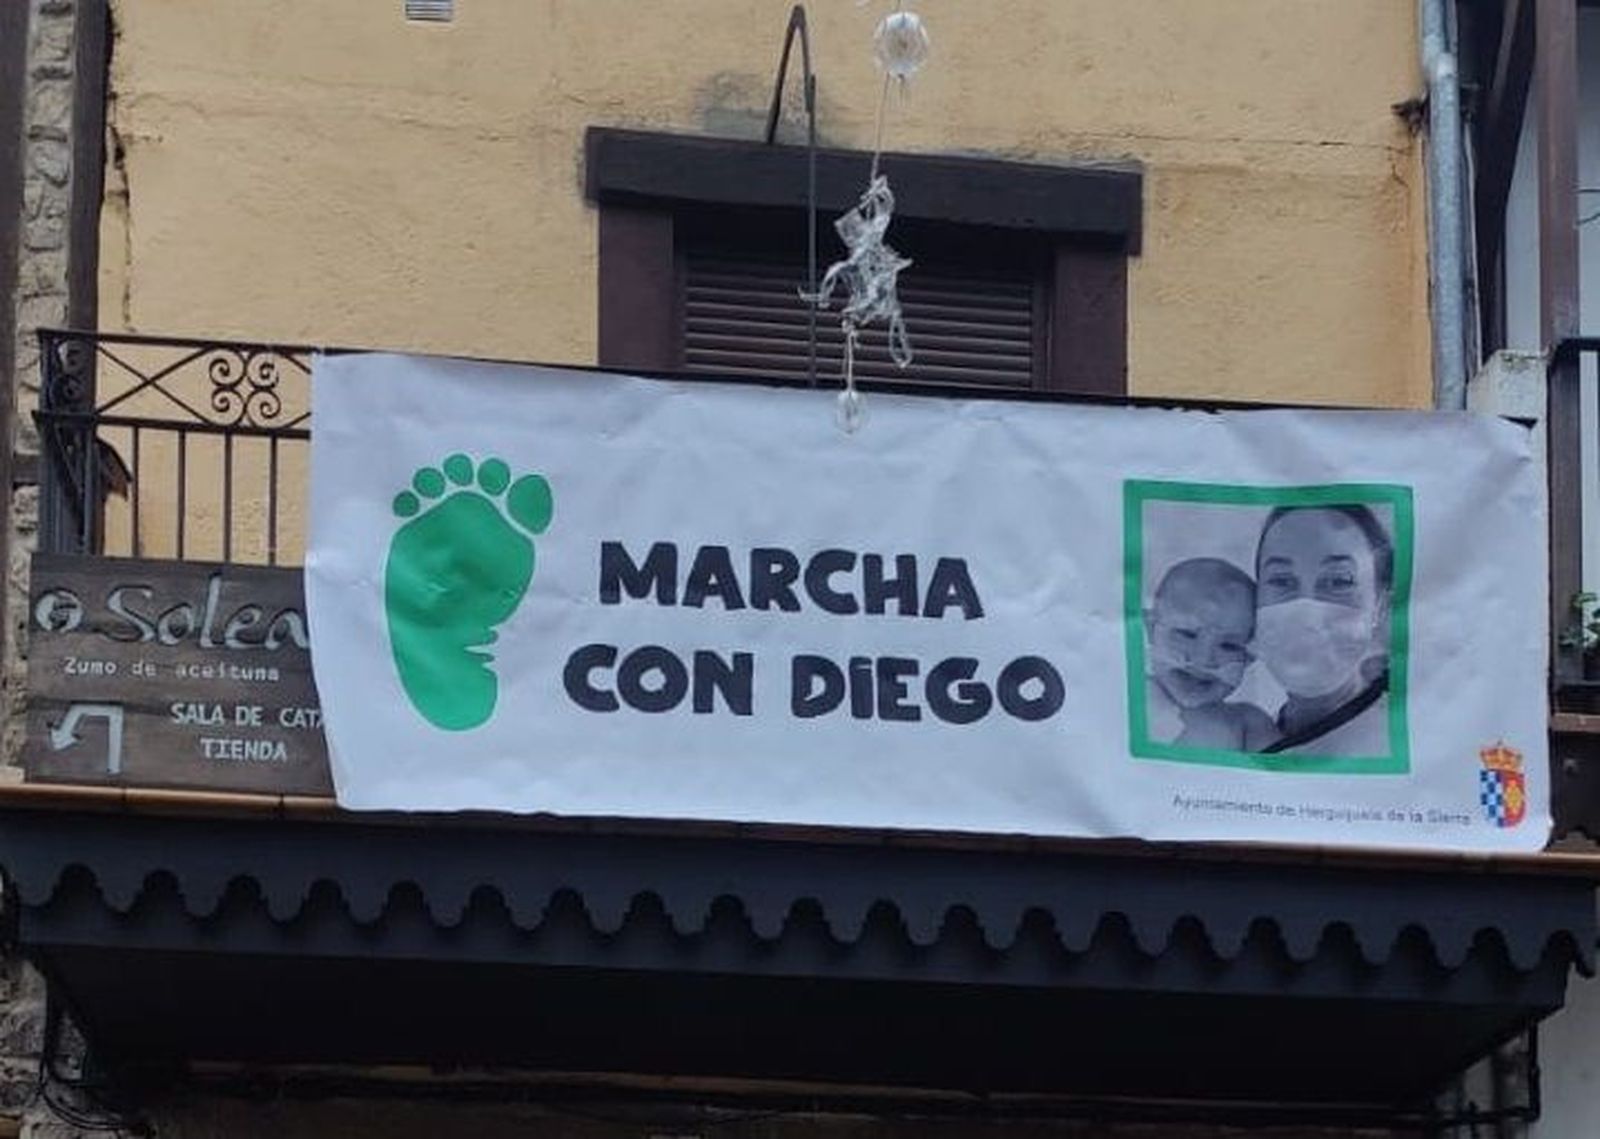 MARCHA
CON DIEGO
Ayuntamiento de Herguijuela de la Sierra
Solea
Zumo de aceituna
SALA DE CATA
TIENDA